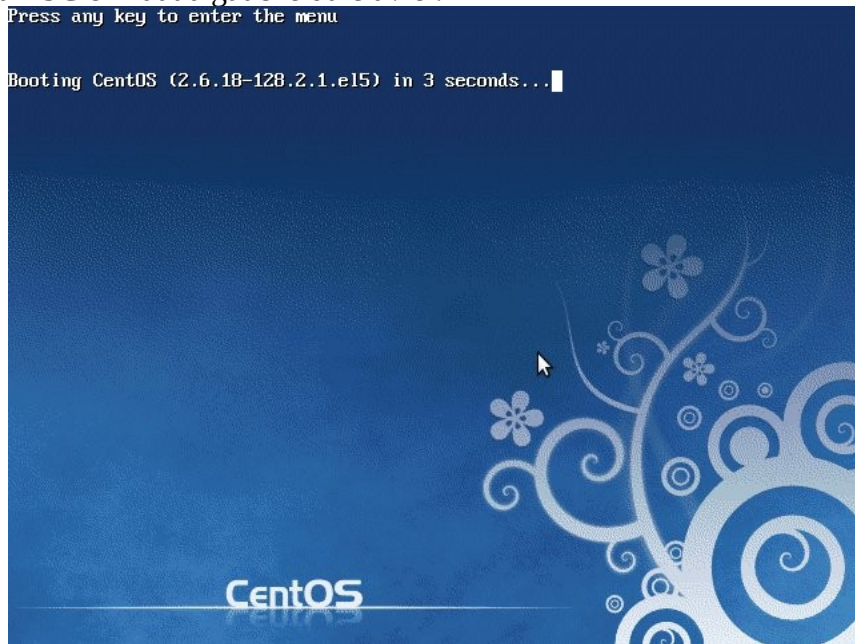 Press any key to enter the menu
Booting CentOS (2.6.18-128.2.1.el5) in 3 seconds...
CentOS